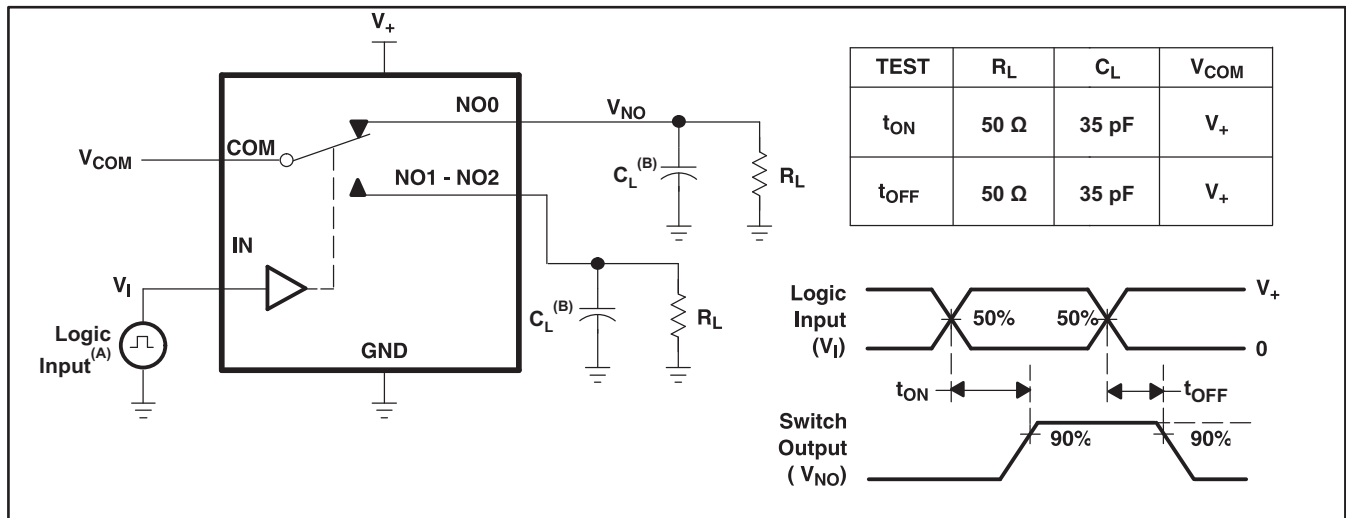 V+
NO0
VNO
VCOM
COM
CL(B)
RL
NO1 - NO2
IN
VI
CL(B)
RL
Logic
Input(A)
GND
TEST RL CL VCOM
tON 50 Ω 35 pF V+
tOFF 50 Ω 35 pF V+
Logic
Input
(VI)
50% 50%
V+
0
tON
tOFF
Switch
Output
( VNO)
90% 90%